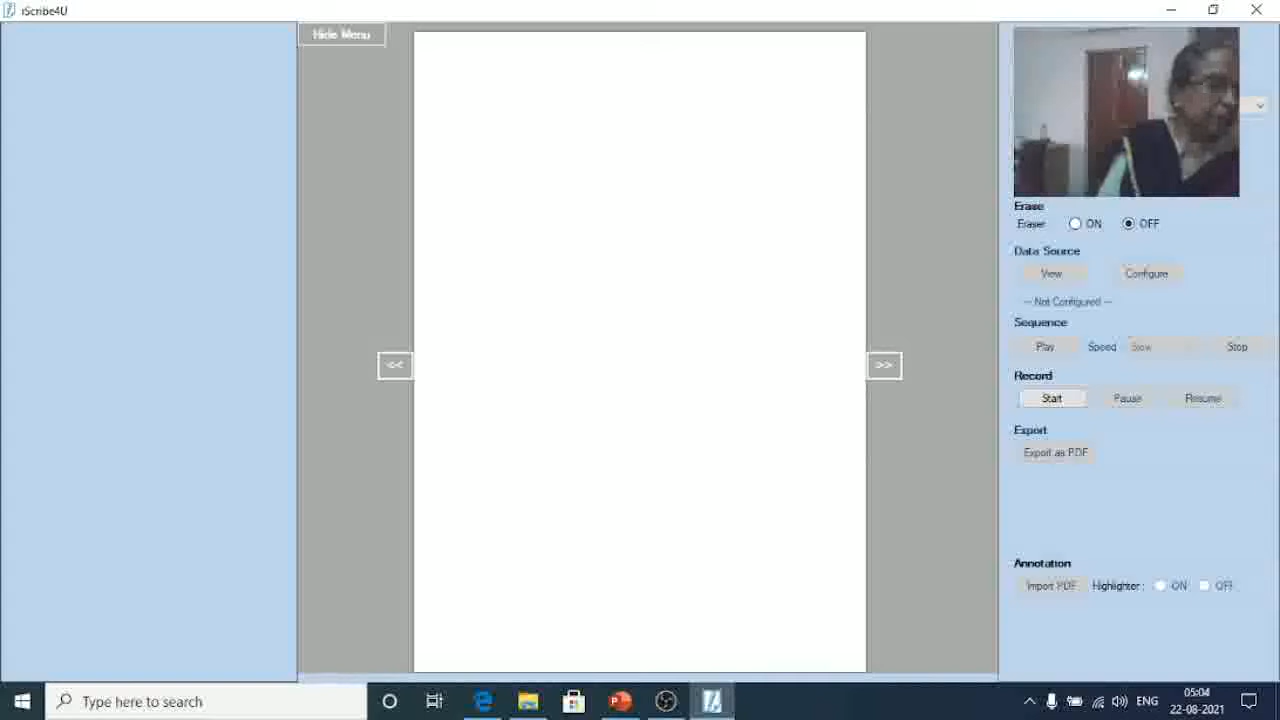 iScribe4U
Hide Menu
Erase
Eraser ON OFF
Data Source
View Configure
-- Not Configured --
Sequence
Play Speed Slow Stop
Record
Start Pause Resume
Export
Export as PDF
Annotation
Import PDF Highlighter : ON OFF
<< >>
Type here to search
ENG 05:04
22-08-2021